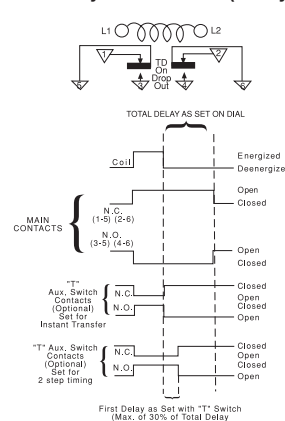 L1 L2
1 2
TD
On
Drop
Out
5 3 4 6
TOTAL DELAY AS SET ON DIAL
Coil
Energized
Deenergize
MAIN
CONTACTS
N.C.
(1-5) (2-6)
Open
Closed
N.O.
(3-5) (4-6)
Open
Closed
"T"
Aux. Switch
Contacts
(Optional)
Set for
Instant Transfer
N.C.
N.O.
Closed
Open
Closed
Open
"T" Aux. Switch
Contacts
(Optional)
Set for
2 step timing
N.C.
N.O.
Closed
Open
Closed
Open
First Delay as Set with "T" Switch
(Max. of 30% of Total Delay